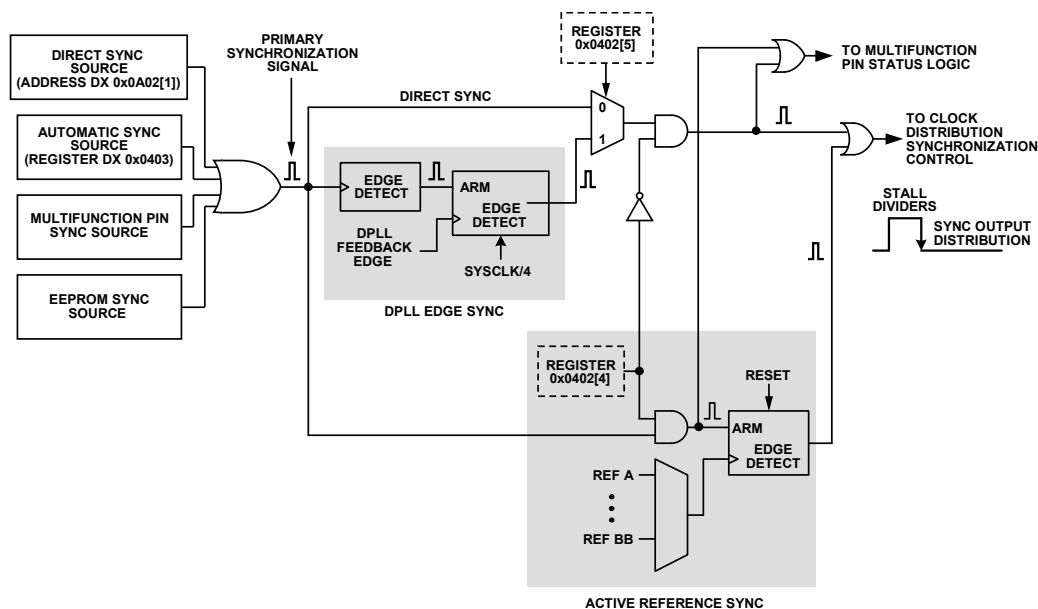 DIRECT SYNC
SOURCE
(ADDRESS DX 0x0A02[1])
AUTOMATIC SYNC
SOURCE
(REGISTER DX 0x0403)
MULTIFUNCTION PIN
SYNC SOURCE
EEPROM SYNC
SOURCE
PRIMARY
SYNCHRONIZATION
SIGNAL
DIRECT SYNC
REGISTER
0x0402[5]
0
1
EDGE
DETECT
ARM
EDGE
DETECT
DPLL
FEEDBACK
EDGE
SYSCLK/4
DPLL EDGE SYNC
TO MULTIFUNCTION
PIN STATUS LOGIC
TO CLOCK
DISTRIBUTION
SYNCHRONIZATION
CONTROL
STALL
DIVIDERS
SYNC OUTPUT
DISTRIBUTION
REGISTER
0x0402[4]
RESET
ARM
EDGE
DETECT
REF A
REF BB
ACTIVE REFERENCE SYNC